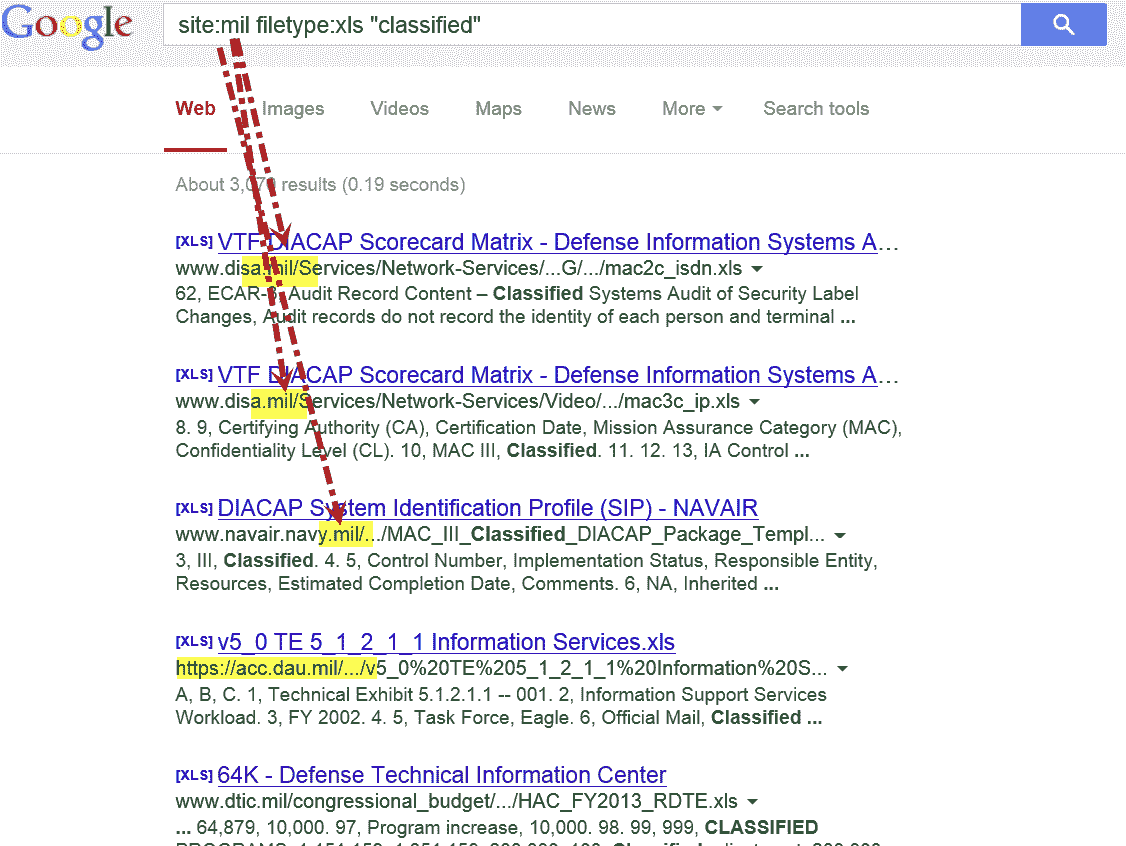 Google
site:mil filetype:xls "classified"
Web Images Videos Maps News More Search tools
About 3,070 results (0.19 seconds)
[XLS] VTF DIACAP Scorecard Matrix - Defense Information Systems A...
www.disa.mil/Services/Network-Services/...G/.../mac2c_isdn.xls
62, ECAR-3, Audit Record Content – Classified Systems Audit of Security Label
Changes, Audit records do not record the identity of each person and terminal ...
[XLS] VTF DIACAP Scorecard Matrix - Defense Information Systems A...
www.disa.mil/Services/Network-Services/Video/.../mac3c_ip.xls
8. 9, Certifying Authority (CA), Certification Date, Mission Assurance Category (MAC),
Confidentiality Level (CL). 10, MAC III, Classified. 11. 12. 13, IA Control ...
[XLS] DIACAP System Identification Profile (SIP) - NAVAIR
www.navair.navy.mil/.../MAC_III_Classified_DIACAP_Package_Templ...
3, III, Classified. 4. 5, Control Number, Implementation Status, Responsible Entity,
Resources, Estimated Completion Date, Comments. 6, NA, Inherited ...
[XLS] v5_0 TE 5_1_2_1_1 Information Services.xls
https://acc.dau.mil/.../v5_0%20TE%205_1_2_1_1%20Information%20S...
A, B, C. 1, Technical Exhibit 5.1.2.1.1 -- 001. 2, Information Support Services
Workload. 3, FY 2002. 4. 5, Task Force, Eagle. 6, Official Mail, Classified ...
[XLS] 64K - Defense Technical Information Center
www.dtic.mil/congressional_budget/.../HAC_FY2013_RDTE.xls
... 64,879, 10,000. 97, Program increase, 10,000. 98. 99, 999, CLASSIFIED